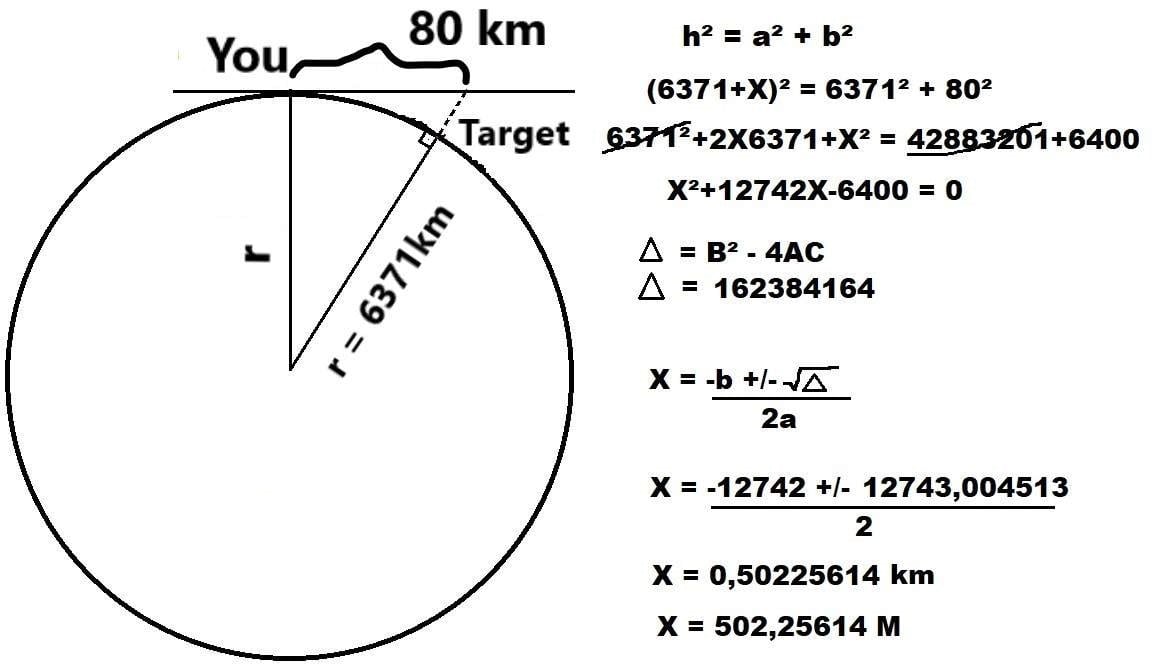 80 km
You
Target
r
r = 6371km
h² = a² + b²
(6371+X)² = 6371² + 80²
6371²+2X6371+X² = 42883201+6400
X²+12742X-6400 = 0
△ = B² - 4AC
△ = 162384164
X = -b +/- √△
2a
X = -12742 +/- 12743,004513
2
X = 0,50225614 km
X = 502,25614 M